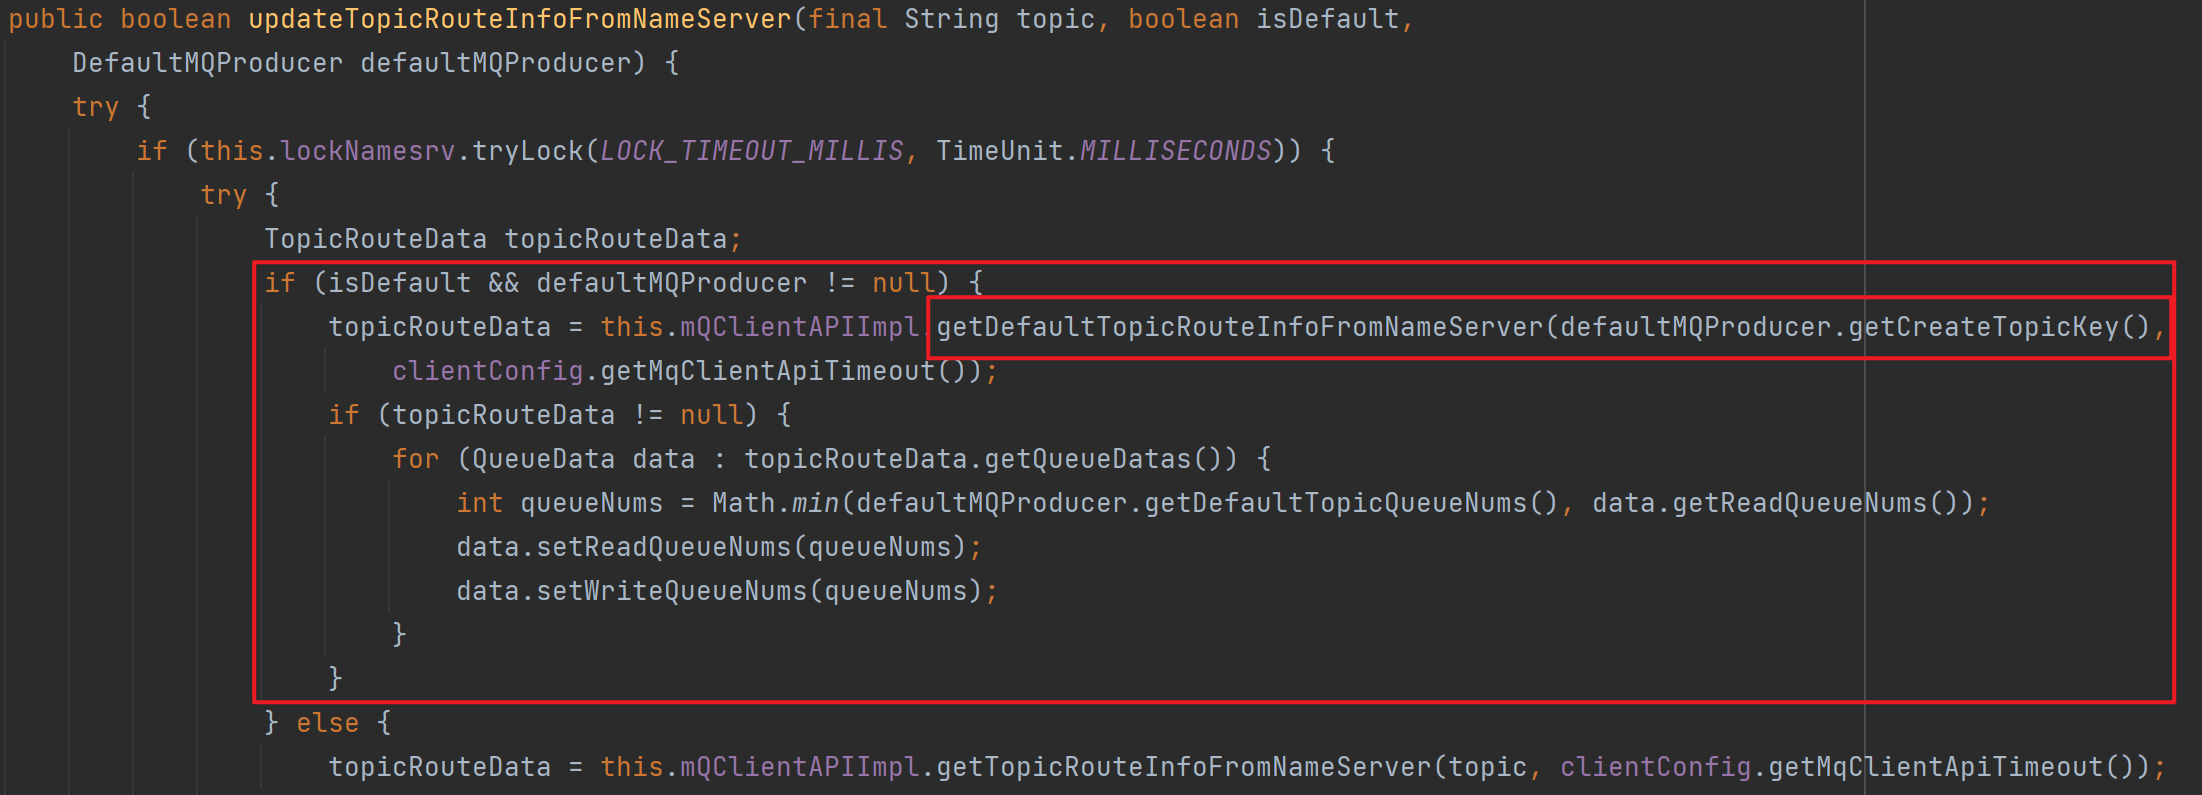 public boolean updateTopicRouteInfoFromNameServer(final String topic, boolean isDefault,
    DefaultMQProducer defaultMQProducer) {
    try {
        if (this.lockNamesrv.tryLock(LOCK_TIMEOUT_MILLIS, TimeUnit.MILLISECONDS)) {
            try {
                TopicRouteData topicRouteData;
                if (isDefault && defaultMQProducer != null) {
                    topicRouteData = this.mQClientAPIImpl.getDefaultTopicRouteInfoFromNameServer(defaultMQProducer.getCreateTopicKey(),
                        clientConfig.getMqClientApiTimeout());
                    if (topicRouteData != null) {
                        for (QueueData data : topicRouteData.getQueueDatas()) {
                            int queueNums = Math.min(defaultMQProducer.getDefaultTopicQueueNums(), data.getReadQueueNums());
                            data.setReadQueueNums(queueNums);
                            data.setWriteQueueNums(queueNums);
                        }
                    }
                } else {
                    topicRouteData = this.mQClientAPIImpl.getTopicRouteInfoFromNameServer(topic, clientConfig.getMqClientApiTimeout());